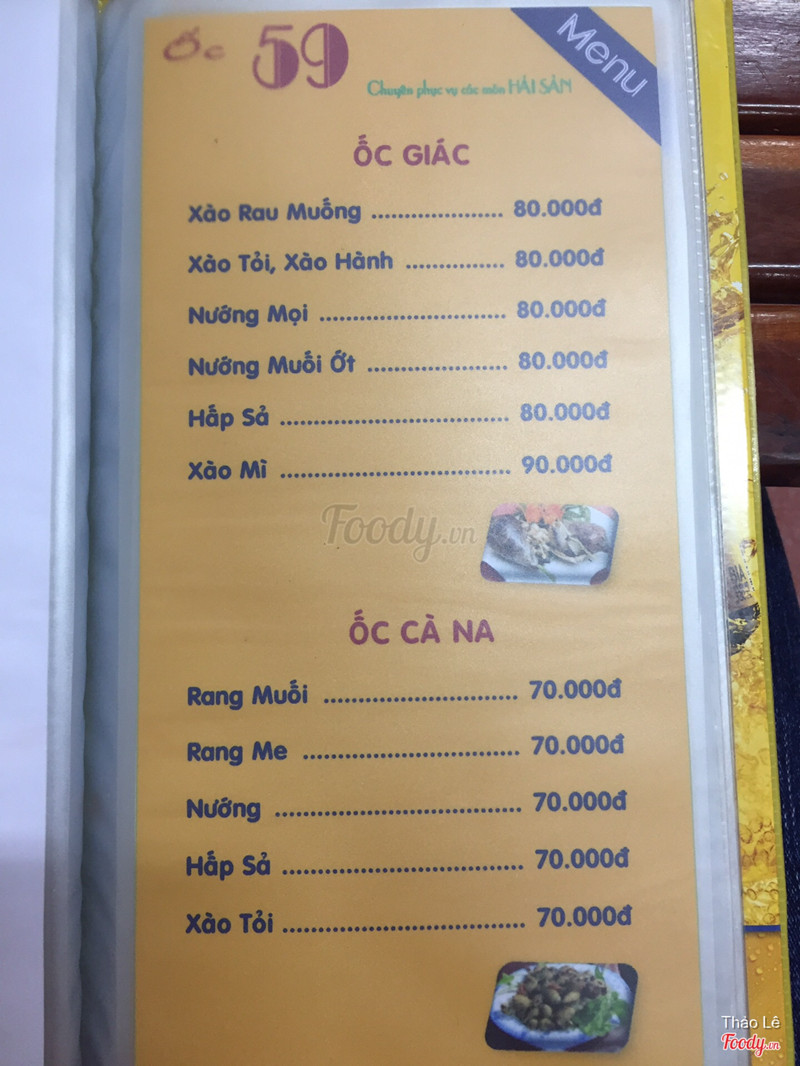 Ốc 59
Menu
Chuyên phục vụ các món HẢI SẢN
ỐC GIÁC
Xào Rau Muống .................... 80.000đ
Xào Tỏi, Xào Hành ............... 80.000đ
Nướng Mọi ............................ 80.000đ
Nướng Muối Ớt ..................... 80.000đ
Hấp Sả .................................. 80.000đ
Xào Mì .................................. 90.000đ
Foody.vn
ỐC CÀ NA
Rang Muối ............................ 70.000đ
Rang Me ............................... 70.000đ
Nướng ................................... 70.000đ
Hấp Sả .................................. 70.000đ
Xào Tỏi .................................. 70.000đ
Thảo Lê
Foody.vn